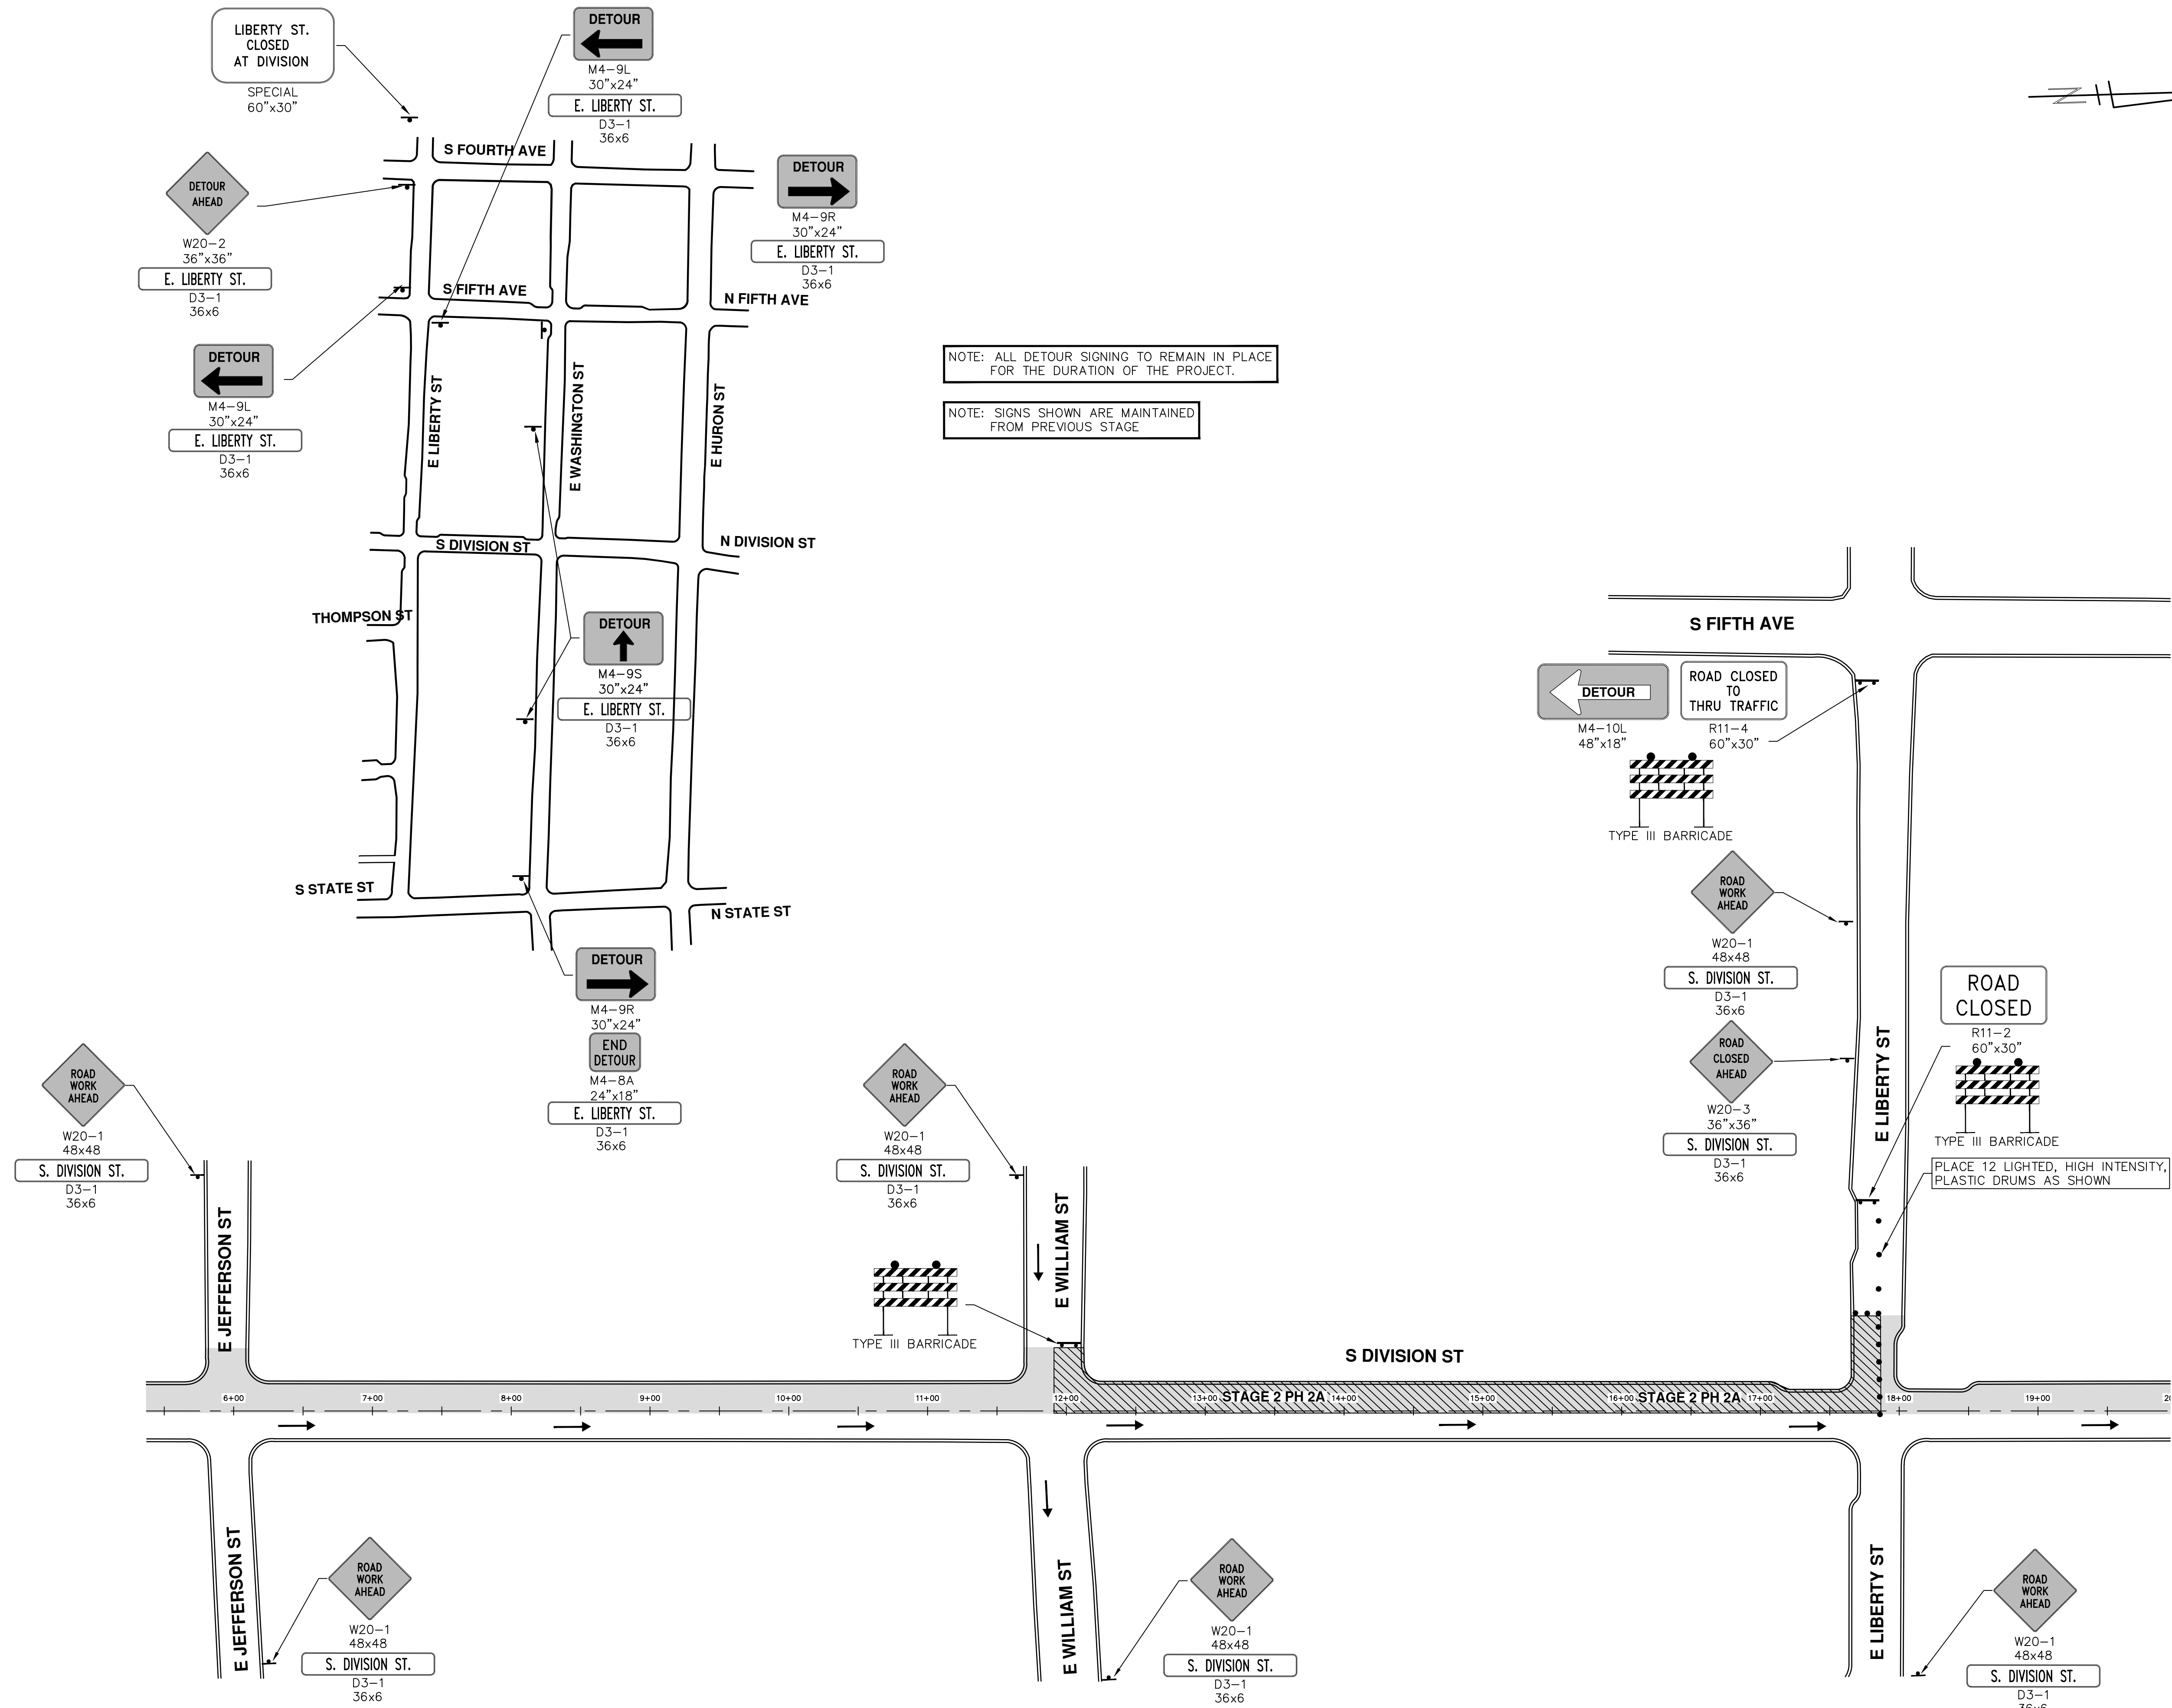 LIBERTY ST.
CLOSED
AT DIVISION
SPECIAL
60"x30"
DETOUR
M4-9L
30"x24"
E. LIBERTY ST.
D3-1
36x6
S FOURTH AVE
DETOUR
AHEAD
W20-2
36"x36"
E. LIBERTY ST.
D3-1
36x6
DETOUR
M4-9R
30"x24"
E. LIBERTY ST.
D3-1
36x6
S FIFTH AVE
N FIFTH AVE
DETOUR
M4-9L
30"x24"
E. LIBERTY ST.
D3-1
36x6
E LIBERTY ST
E WASHINGTON ST
E HURON ST
NOTE: ALL DETOUR SIGNING TO REMAIN IN PLACE
FOR THE DURATION OF THE PROJECT.
NOTE: SIGNS SHOWN ARE MAINTAINED
FROM PREVIOUS STAGE
S DIVISION ST
N DIVISION ST
THOMPSON ST
DETOUR
M4-9S
30"x24"
E. LIBERTY ST.
D3-1
36x6
S STATE ST
N STATE ST
DETOUR
M4-9R
30"x24"
END
DETOUR
M4-8A
24"x18"
E. LIBERTY ST.
D3-1
36x6
S FIFTH AVE
DETOUR
M4-10L
48"x18"
ROAD CLOSED
TO
THRU TRAFFIC
R11-4
60"x30"
TYPE III BARRICADE
ROAD
WORK
AHEAD
W20-1
48x48
S. DIVISION ST.
D3-1
36x6
ROAD
CLOSED
AHEAD
W20-3
36"x36"
S. DIVISION ST.
D3-1
36x6
E LIBERTY ST
ROAD
CLOSED
R11-2
60"x30"
TYPE III BARRICADE
PLACE 12 LIGHTED, HIGH INTENSITY,
PLASTIC DRUMS AS SHOWN
ROAD
WORK
AHEAD
W20-1
48x48
S. DIVISION ST.
D3-1
36x6
E JEFFERSON ST
ROAD
WORK
AHEAD
W20-1
48x48
S. DIVISION ST.
D3-1
36x6
E WILLIAM ST
TYPE III BARRICADE
S DIVISION ST
6+00
7+00
8+00
9+00
10+00
11+00
12+00
13+00
STAGE 2 PH 2A
14+00
15+00
16+00
STAGE 2 PH 2A
17+00
18+00
19+00
E JEFFERSON ST
ROAD
WORK
AHEAD
W20-1
48x48
S. DIVISION ST.
D3-1
36x6
E WILLIAM ST
ROAD
WORK
AHEAD
W20-1
48x48
S. DIVISION ST.
D3-1
36x6
E LIBERTY ST
ROAD
WORK
AHEAD
W20-1
48x48
S. DIVISION ST.
D3-1
36x6